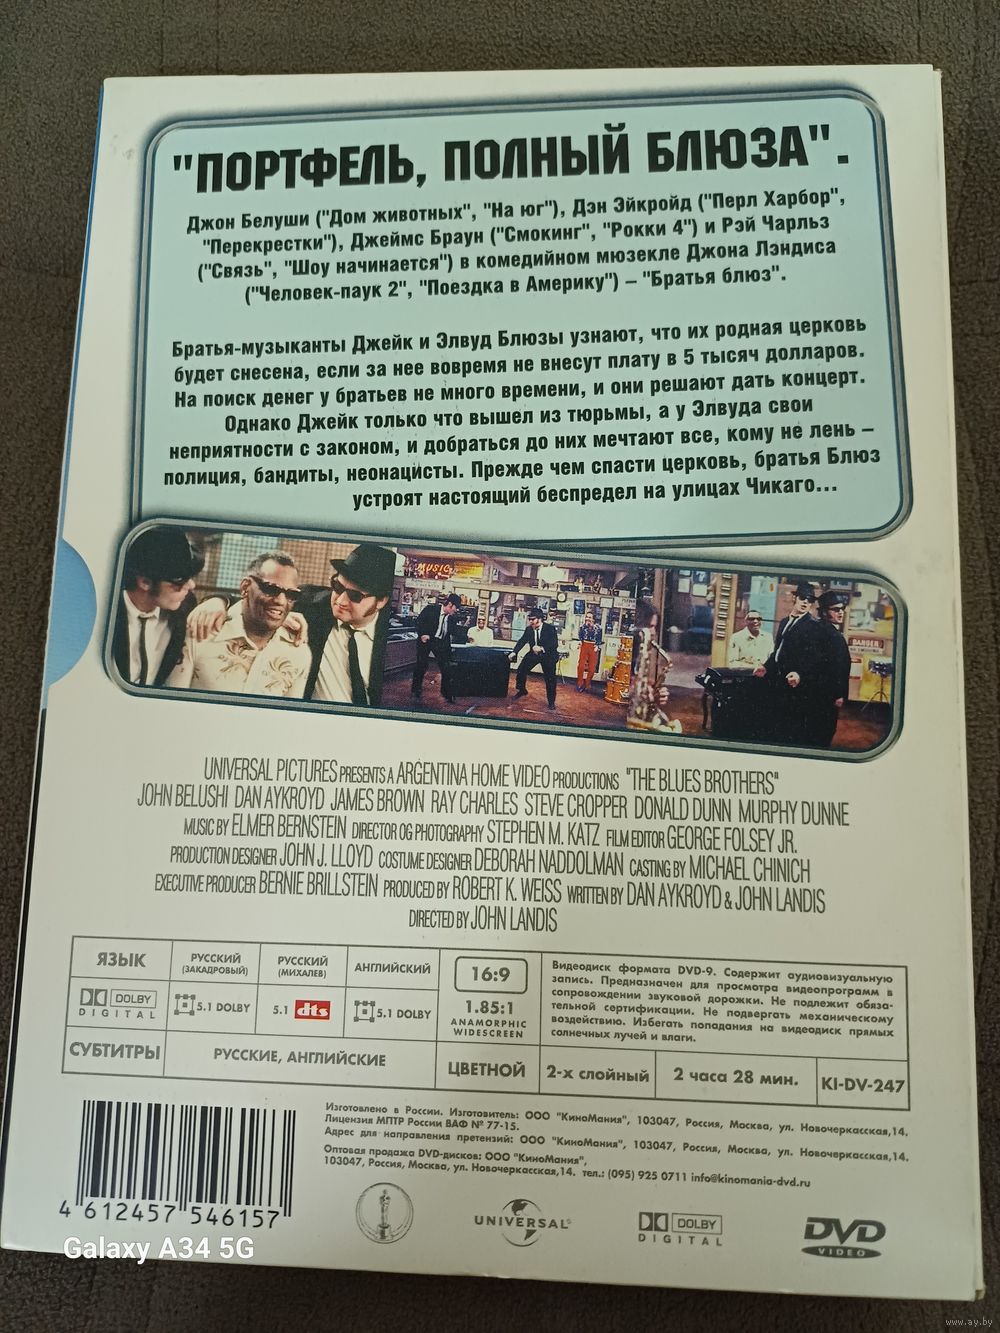 "ПОРТФЕЛЬ, ПОЛНЫЙ БЛЮЗА".
Джон Белуши ("Дом животных", "На юг"), Дэн Эйкройд ("Перл Харбор",
"Перекрестки"), Джеймс Браун ("Смокинг", "Рокки 4") и Рэй Чарльз
("Связь", "Шоу начинается") в комедийном мюзекле Джона Лэндиса
("Человек-паук 2", "Поездка в Америку") – "Братья блюз".
Братья-музыканты Джейк и Элвуд Блюзы узнают, что их родная церковь
будет снесена, если за нее вовремя не внесут плату в 5 тысяч долларов.
На поиск денег у братьев не много времени, и они решают дать концерт.
Однако Джейк только что вышел из тюрьмы, а у Элвуда свои
неприятности с законом, и добраться до них мечтают все, кому не лень –
полиция, бандиты, неонацисты. Прежде чем спасти церковь, братья Блюз
устроят настоящий беспредел на улицах Чикаго...
MUSIC
DANGER
UNIVERSAL PICTURES PRESENTS A ARGENTINA HOME VIDEO PRODUCTIONS "THE BLUES BROTHERS"
JOHN BELUSHI DAN AYKROYD JAMES BROWN RAY CHARLES STEVE CROPPER DONALD DUNN MURPHY DUNNE
MUSIC BY ELMER BERNSTEIN DIRECTOR OG PHOTOGRAPHY STEPHEN M. KATZ FILM EDITOR GEORGE FOLSEY JR.
PRODUCTION DESIGNER JOHN J. LLOYD COSTUME DESIGNER DEBORAH NADDOLMAN CASTING BY MICHAEL CHINICH
EXECUTIVE PRODUCER BERNIE BRILLSTEIN PRODUCED BY ROBERT K. WEISS WRITTEN BY DAN AYKROYD & JOHN LANDIS
DIRECTED BY JOHN LANDIS
ЯЗЫК
РУССКИЙ
(ЗАКАДРОВЫЙ)
РУССКИЙ
(МИХАЛЕВ)
АНГЛИЙСКИЙ
DOLBY
DIGITAL
5.1 DOLBY
5.1 dts
5.1 DOLBY
СУБТИТРЫ
РУССКИЕ, АНГЛИЙСКИЕ
16:9
1.85:1
ANAMORPHIC
WIDESCREEN
ЦВЕТНОЙ
Видеодиск формата DVD-9. Содержит аудиовизуальную
запись. Предназначен для просмотра видеопрограмм в
сопровождении звуковой дорожки. Не подлежит обяза-
тельной сертификации. Не подвергать механическому
воздействию. Избегать попадания на видеодиск прямых
солнечных лучей и влаги.
2-х слойный
2 часа 28 мин.
KI-DV-247
Изготовлено в России. Изготовитель: ООО "КиноМания", 103047, Россия, Москва, ул. Новочеркасская,14.
Лицензия МПТР России ВАФ № 77-15.
Адрес для направления претензий: ООО "КиноМания", 103047, Россия, Москва, ул. Новочеркасская,14.
Оптовая продажа DVD-дисков: ООО "КиноМания",
103047, Россия, Москва, ул. Новочеркасская,14. тел.: (095) 925 0711 info@kinomania-dvd.ru
4 612457 546157
UNIVERSAL
DOLBY
DIGITAL
DVD
VIDEO
Galaxy A34 5G
www.ay.by